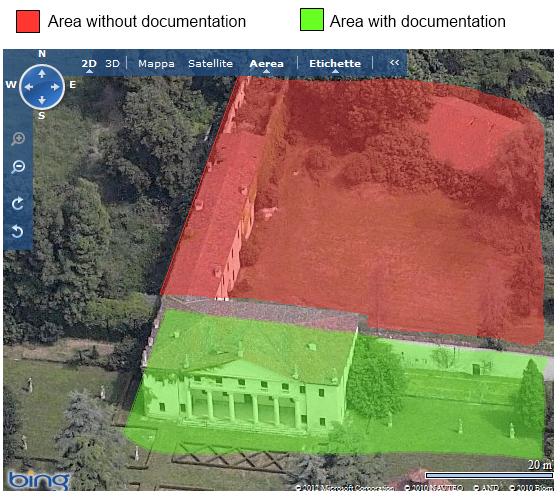 Area without documentation
Area with documentation
N
2D 3D Mappa Satellite Aerea Etichette «
W E
S
20 m
bing
© 2012 Microsoft Corporation © 2010 NAVTEQ © AND © 2010 Blom